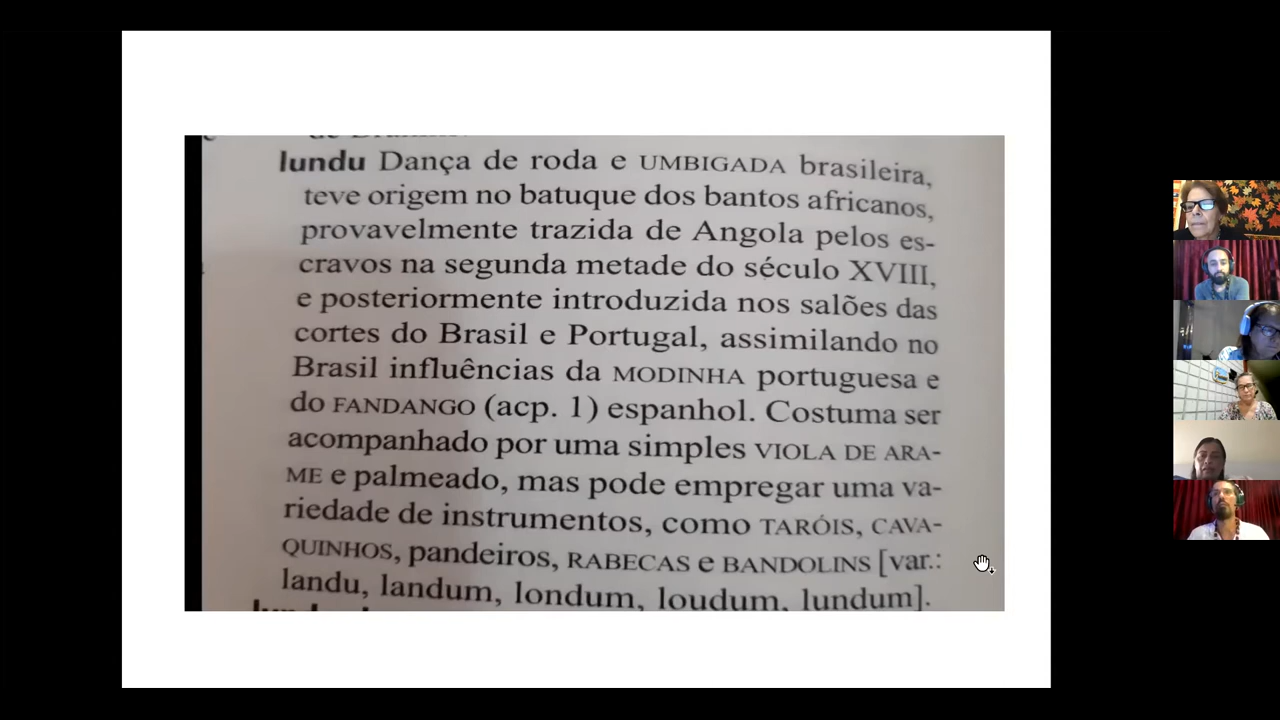 lundu Dança de roda e UMBIGADA brasileira,
teve origem no batuque dos bantos africanos,
provavelmente trazida de Angola pelos es-
cravos na segunda metade do século XVIII,
e posteriormente introduzida nos salões das
cortes do Brasil e Portugal, assimilando no
Brasil influências da MODINHA portuguesa e
do FANDANGO (acp. 1) espanhol. Costuma ser
acompanhado por uma simples VIOLA DE ARA-
ME e palmeado, mas pode empregar uma va-
riedade de instrumentos, como TARÓIS, CAVA-
QUINHOS, pandeiros, RABECAS e BANDOLINS [var.:
landu, landum, londum, loudum, lundum].